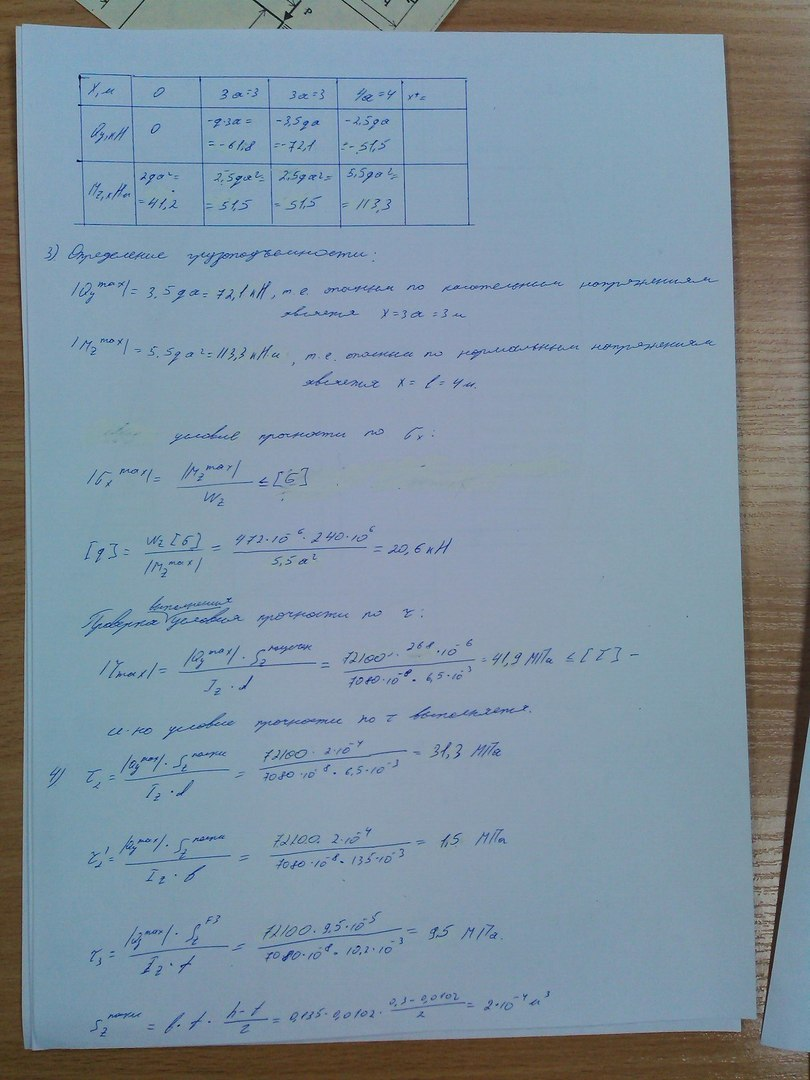 P
x, м | 0 | 3a=3 | 3a=3 | 4a=4 | x*=
Qy, кН | 0 | -q·3a= =-61,8 | -3,5qa =-72,1 | -2,5qa =-51,5
Mz, кНм | 2qa²= =41,2 | 2,5qa²= =51,5 | 2,5qa²= =51,5 | 5,5qa²= =113,3
3) Определение грузоподъемности:
|Qy^max| = 3,5qa = 72,1 кН, т.е. опасным по касательным напряжениям
является x=3a=3м
|Mz^max| = 5,5qa²=113,3 кНм, т.е. опасным по нормальным напряжениям
является x=l=4м.
условие прочности по σx:
|σx^max| = |Mz^max| / Wz ≤ [σ]
[q] = Wz[σ] / |Mz^max| = 472·10^-6 · 240·10^6 / 5,5a² = 20,6 кН
выполнения
Проверка условия прочности по τ:
|τmax| = |Qy^max| · Sz^полусеч / Iz·d = 72100 · 268·10^-6 / 7080·10^-8 · 6,5·10^-3 = 41,9 МПа ≤ [τ] –
условие прочности по τ выполняется.
4) τ2 = |Qy^max| · Sz^полки / Iz·d = 72100 · 2·10^-4 / 7080·10^-8 · 6,5·10^-3 = 31,3 МПа
τ2' = |Qy^max| · Sz^полки / Iz·b = 72100 · 2·10^-4 / 7080·10^-8 · 135·10^-3 = 1,5 МПа
τ3 = |Qy^max| · Sz^F3 / Iz·t = 72100 · 9,5·10^-5 / 7080·10^-8 · 10,2·10^-3 = 9,5 МПа.
Sz^полки = b·t · h-t / 2 = 0,135·0,0102 · 0,3-0,0102 / 2 = 2·10^-4 м³